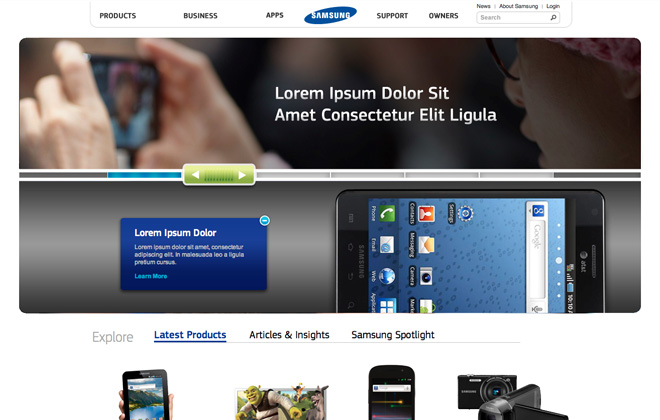 News | About Samsung | Login
PRODUCTS BUSINESS APPS SAMSUNG SUPPORT OWNERS
Search
Lorem Ipsum Dolor Sit
Amet Consectetur Elit Ligula
Lorem Ipsum Dolor
Lorem ipsum dolor sit amet, consectetur
adipiscing elit. In malesuada leo a ligula
pretium cursus.
Learn More
SAMSUNG
Phone
Contacts
Settings
Email
Messaging
Web
Camera
Google
at&t
Explore Latest Products Articles & Insights Samsung Spotlight